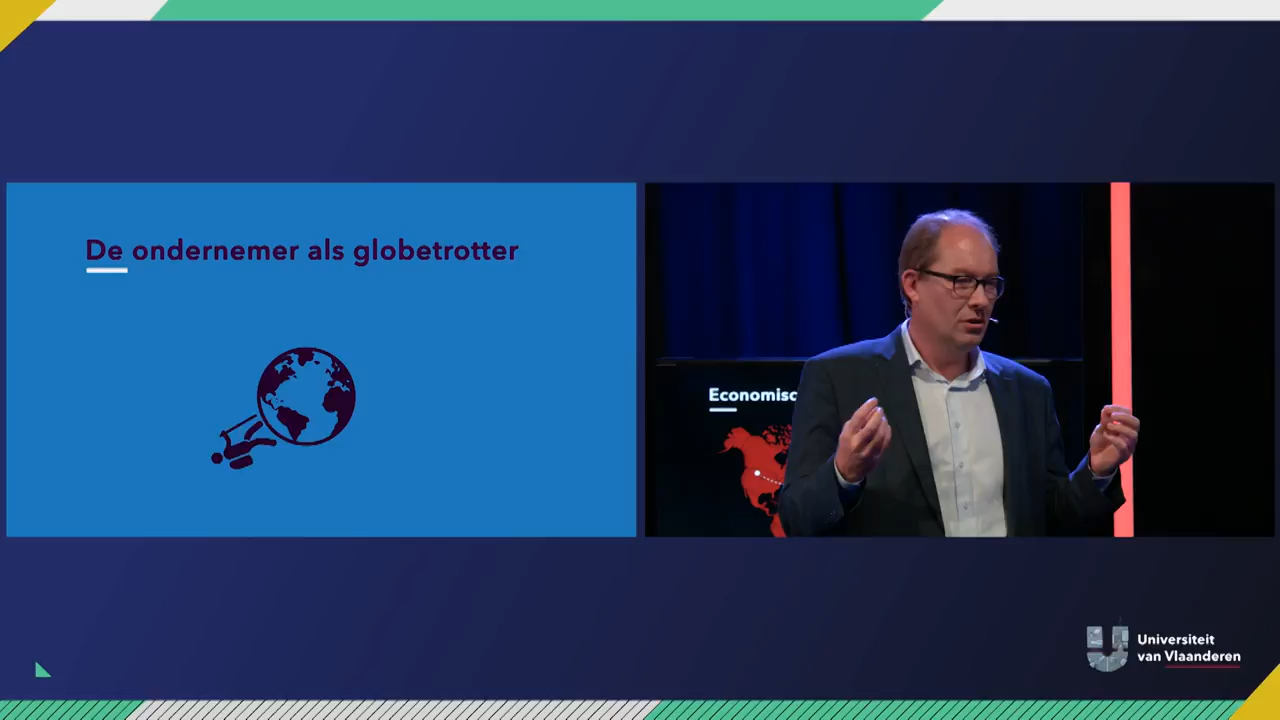 De ondernemer als globetrotter
Economisc
Universiteit
van Vlaanderen